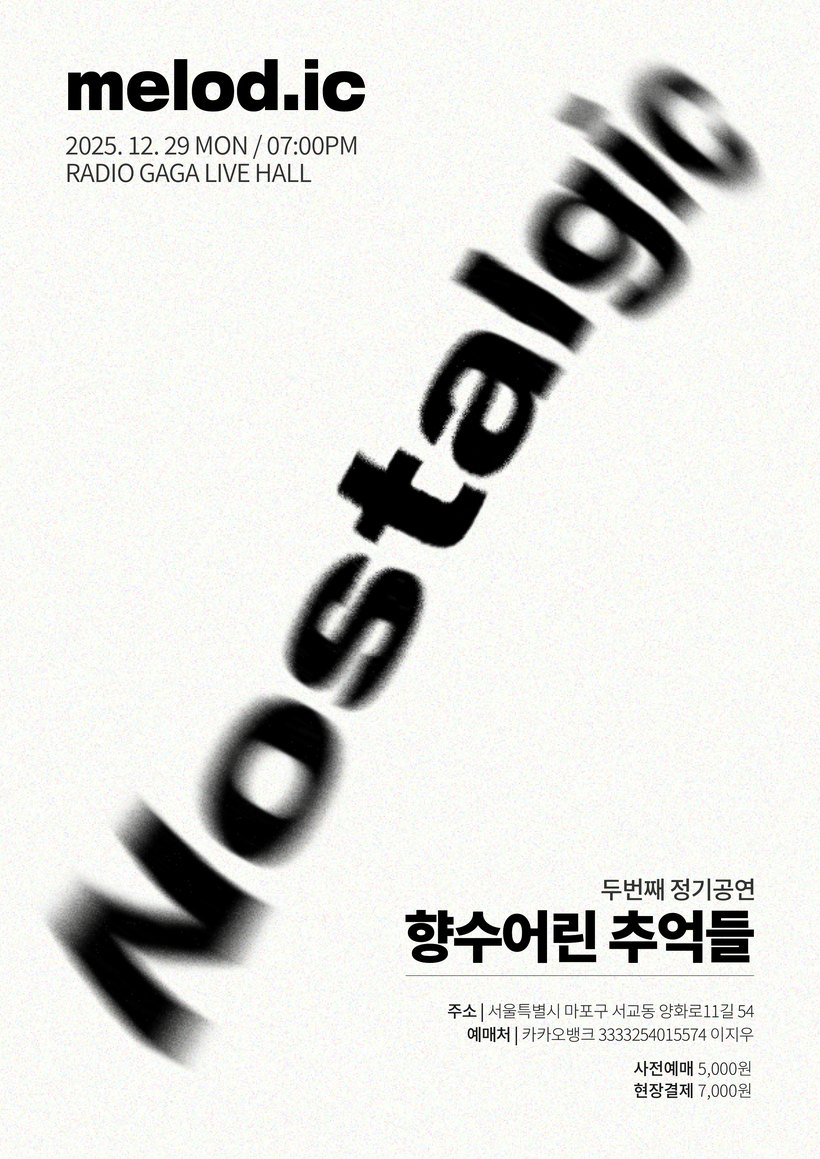 melod.ic
2025. 12. 29 MON / 07:00PM
RADIO GAGA LIVE HALL
Nostalgic
두번째 정기공연
향수어린 추억들
주소 | 서울특별시 마포구 서교동 양화로11길 54
예매처 | 카카오뱅크 3333254015574 이지우
사전예매 5,000원
현장결제 7,000원